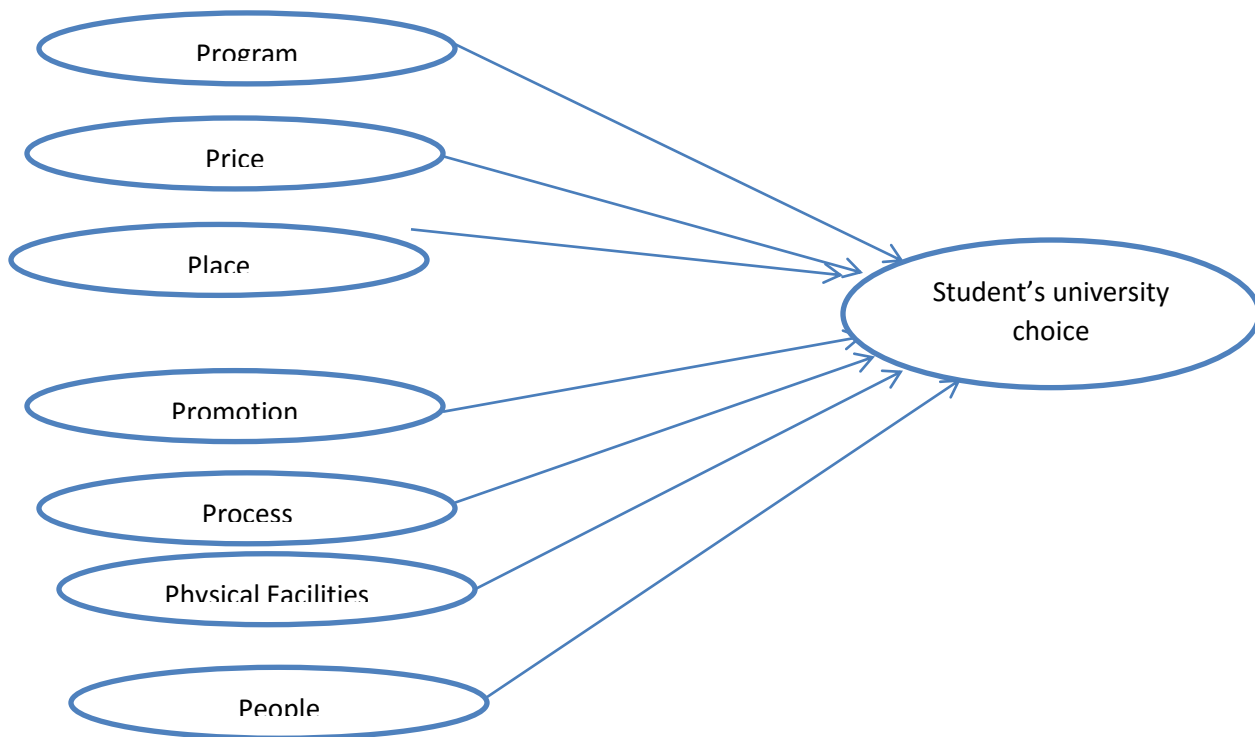 Program
Price
Place
Promotion
Process
Physical Facilities
People
Student’s university
choice